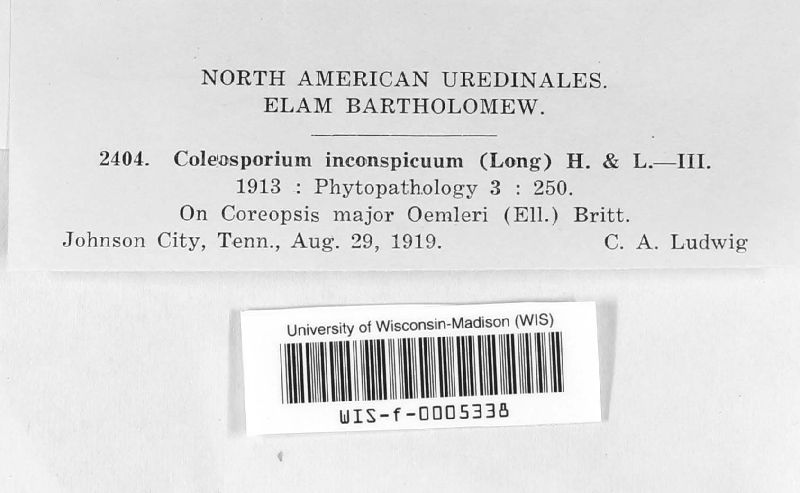 NORTH AMERICAN UREDINALES.
ELAM BARTHOLOMEW.
2404. Coleosporium inconspicuum (Long) H. & L.—III.
1913 : Phytopathology 3 : 250.
On Coreopsis major Oemleri (Ell.) Britt.
Johnson City, Tenn., Aug. 29, 1919. C. A. Ludwig
University of Wisconsin-Madison (WIS)
WIS-f-0005338